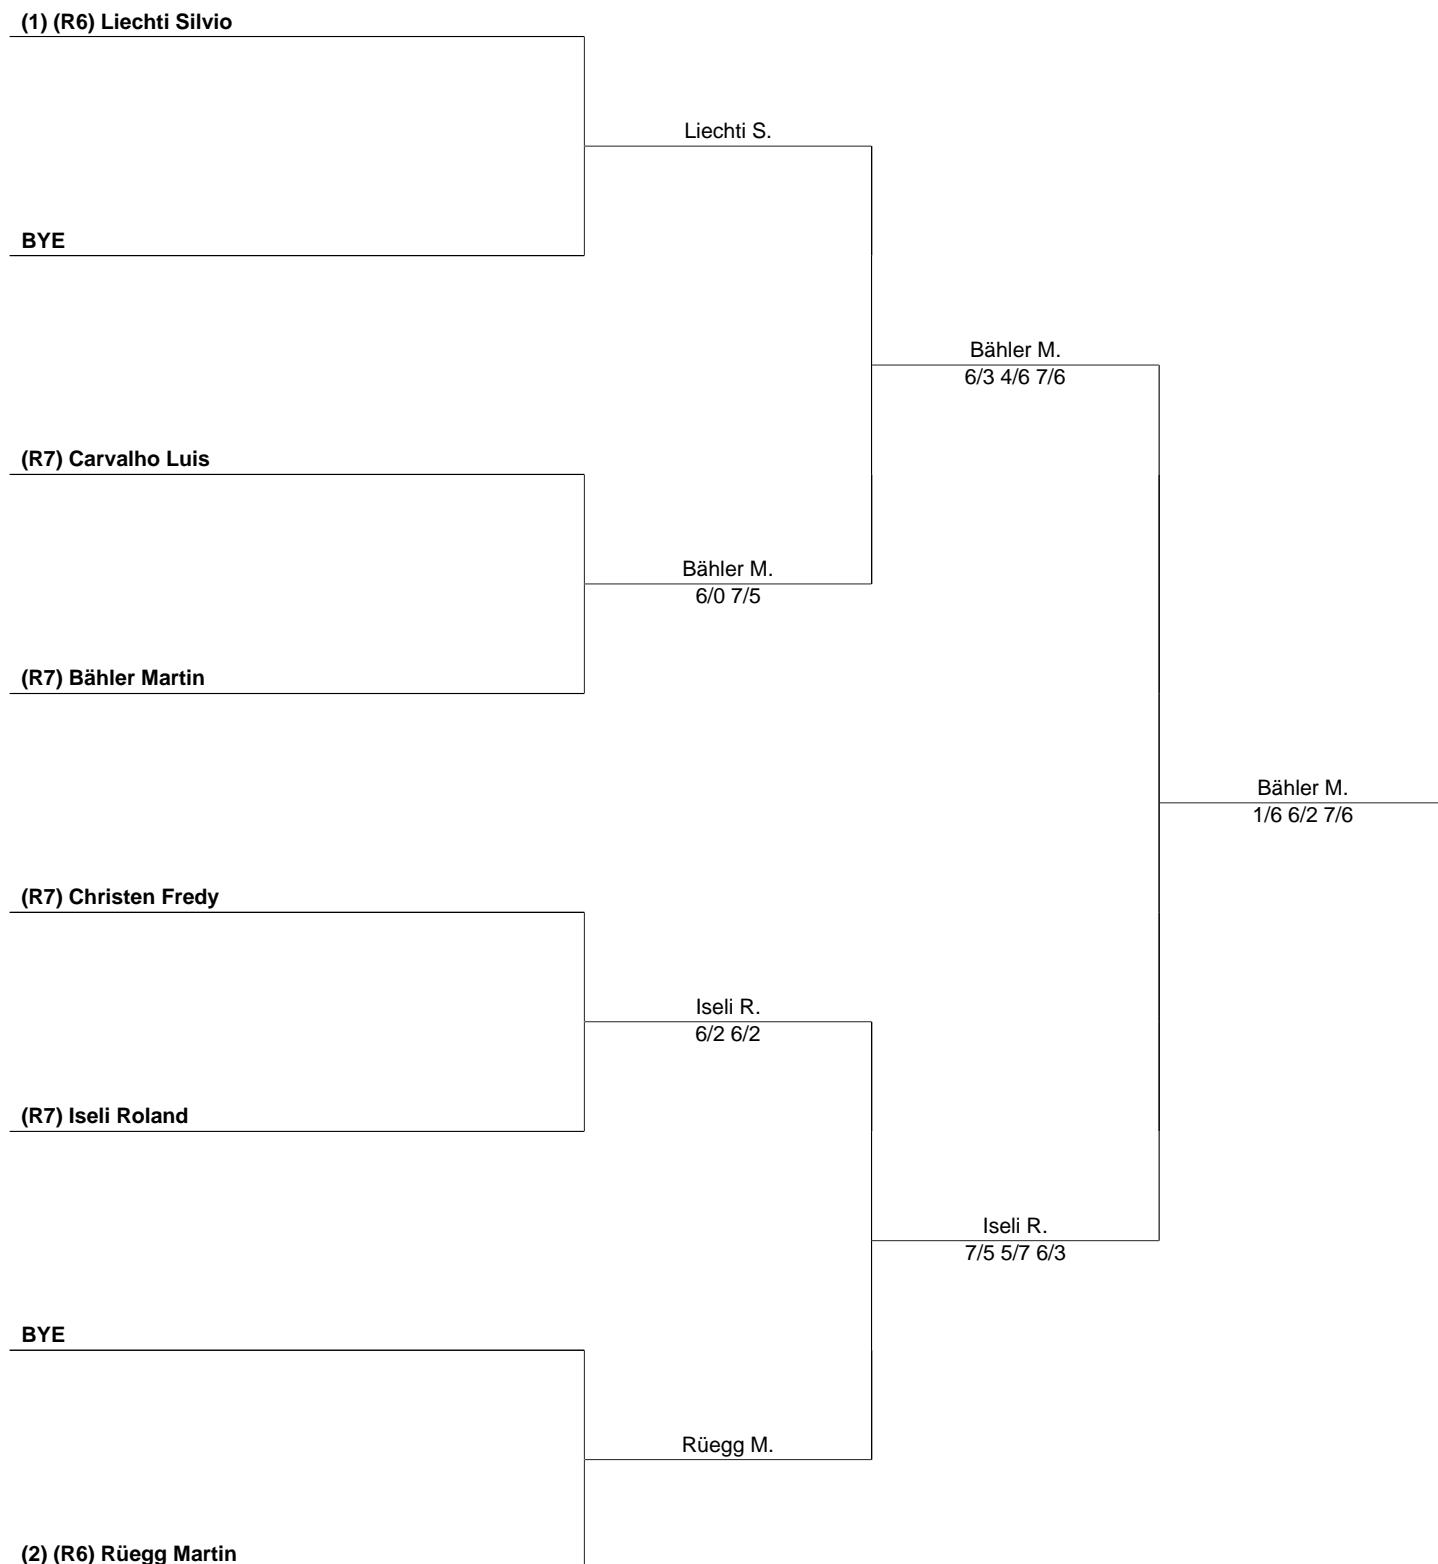 (1) (R6) Liechti Silvio
Liechti S.
BYE
Bähler M.
6/3 4/6 7/6
(R7) Carvalho Luis
Bähler M.
6/0 7/5
(R7) Bähler Martin
Bähler M.
1/6 6/2 7/6
(R7) Christen Fredy
Iseli R.
6/2 6/2
(R7) Iseli Roland
Iseli R.
7/5 5/7 6/3
BYE
Rüegg M.
(2) (R6) Rüegg Martin